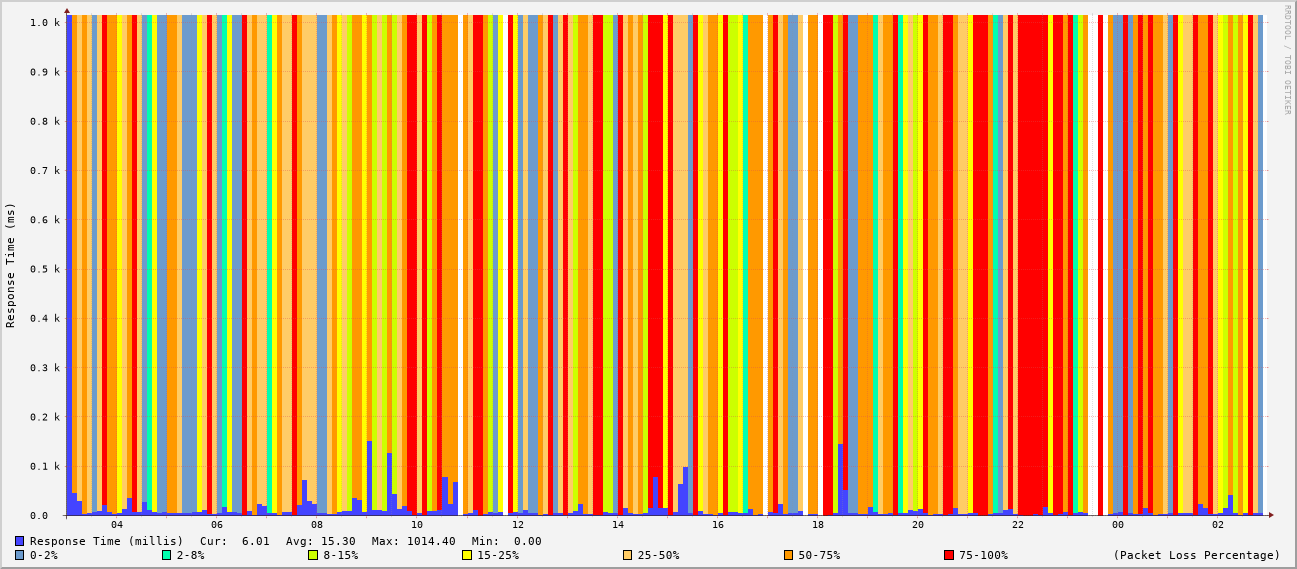 1.0 k
0.9 k
0.8 k
0.7 k
0.6 k
0.5 k
0.4 k
0.3 k
0.2 k
0.1 k
0.0
Response Time (ms)
RRDTOOL / TOBI OETIKER
04 06 08 10 12 14 16 18 20 22 00 02
Response Time (millis) Cur: 6.01 Avg: 15.30 Max: 1014.40 Min: 0.00
0-2% 2-8% 8-15% 15-25% 25-50% 50-75% 75-100% (Packet Loss Percentage)